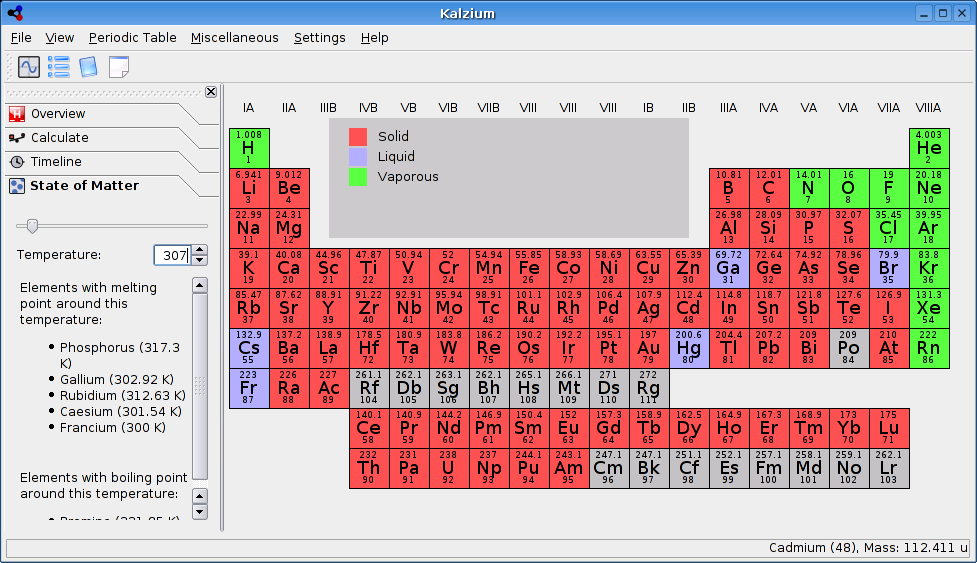 Kalzium
File View Periodic Table Miscellaneous Settings Help
Overview
Calculate
Timeline
State of Matter
Temperature: 307
Elements with melting
point around this
temperature:
Phosphorus (317.3
K)
Gallium (302.92 K)
Rubidium (312.63 K)
Caesium (301.54 K)
Francium (300 K)
Elements with boiling point
around this temperature:
IA IIA IIIB IVB VB VIB VIIB VIII VIII VIII IB IIB IIIA IVA VA VIA VIIA VIIIA
Solid
Liquid
Vaporous
1.008 4.003
H He
1 2
6.941 9.012 10.81 12.01 14.01 16 19 20.18
Li Be B C N O F Ne
3 4 5 6 7 8 9 10
22.99 24.31 26.98 28.09 30.97 32.07 35.45 39.95
Na Mg Al Si P S Cl Ar
11 12 13 14 15 16 17 18
39.1 40.08 44.96 47.87 50.94 52 54.94 55.85 58.93 58.69 63.55 65.39 69.72 72.64 74.92 78.96 79.9 83.8
K Ca Sc Ti V Cr Mn Fe Co Ni Cu Zn Ga Ge As Se Br Kr
19 20 21 22 23 24 25 26 27 28 29 30 31 32 33 34 35 36
85.47 87.62 88.91 91.22 92.91 95.94 98.91 101.1 102.9 106.4 107.9 112.4 114.8 118.7 121.8 127.6 126.9 131.3
Rb Sr Y Zr Nb Mo Tc Ru Rh Pd Ag Cd In Sn Sb Te I Xe
37 38 39 40 41 42 43 44 45 46 47 48 49 50 51 52 53 54
132.9 137.2 138.9 178.5 180.9 183.8 186.2 190.2 192.2 195.1 197 200.6 204.4 207.2 209 209 210 222
Cs Ba La Hf Ta W Re Os Ir Pt Au Hg Tl Pb Bi Po At Rn
55 56 57 72 73 74 75 76 77 78 79 80 81 82 83 84 85 86
223 226 227 261.1 262.1 263.1 262.1 265.1 266.1 271 272
Fr Ra Ac Rf Db Sg Bh Hs Mt Ds Rg
87 88 89 104 105 106 107 108 109 110 111
140.1 140.9 144.2 146.9 150.4 152 157.3 158.9 162.5 164.9 167.3 168.9 173 175
Ce Pr Nd Pm Sm Eu Gd Tb Dy Ho Er Tm Yb Lu
58 59 60 61 62 63 64 65 66 67 68 69 70 71
232 231 238 237 244.1 243.1 247.1 247.1 251.1 252.1 257.1 258.1 259.1 262.1
Th Pa U Np Pu Am Cm Bk Cf Es Fm Md No Lr
90 91 92 93 94 95 96 97 98 99 100 101 102 103
Cadmium (48), Mass: 112.411 u